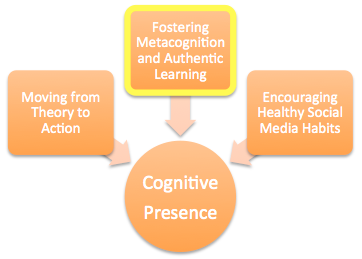 Fostering
Metacognition
and Authentic
Learning
Moving from
Theory to
Action
Encouraging
Healthy Social
Media Habits
Cognitive
Presence